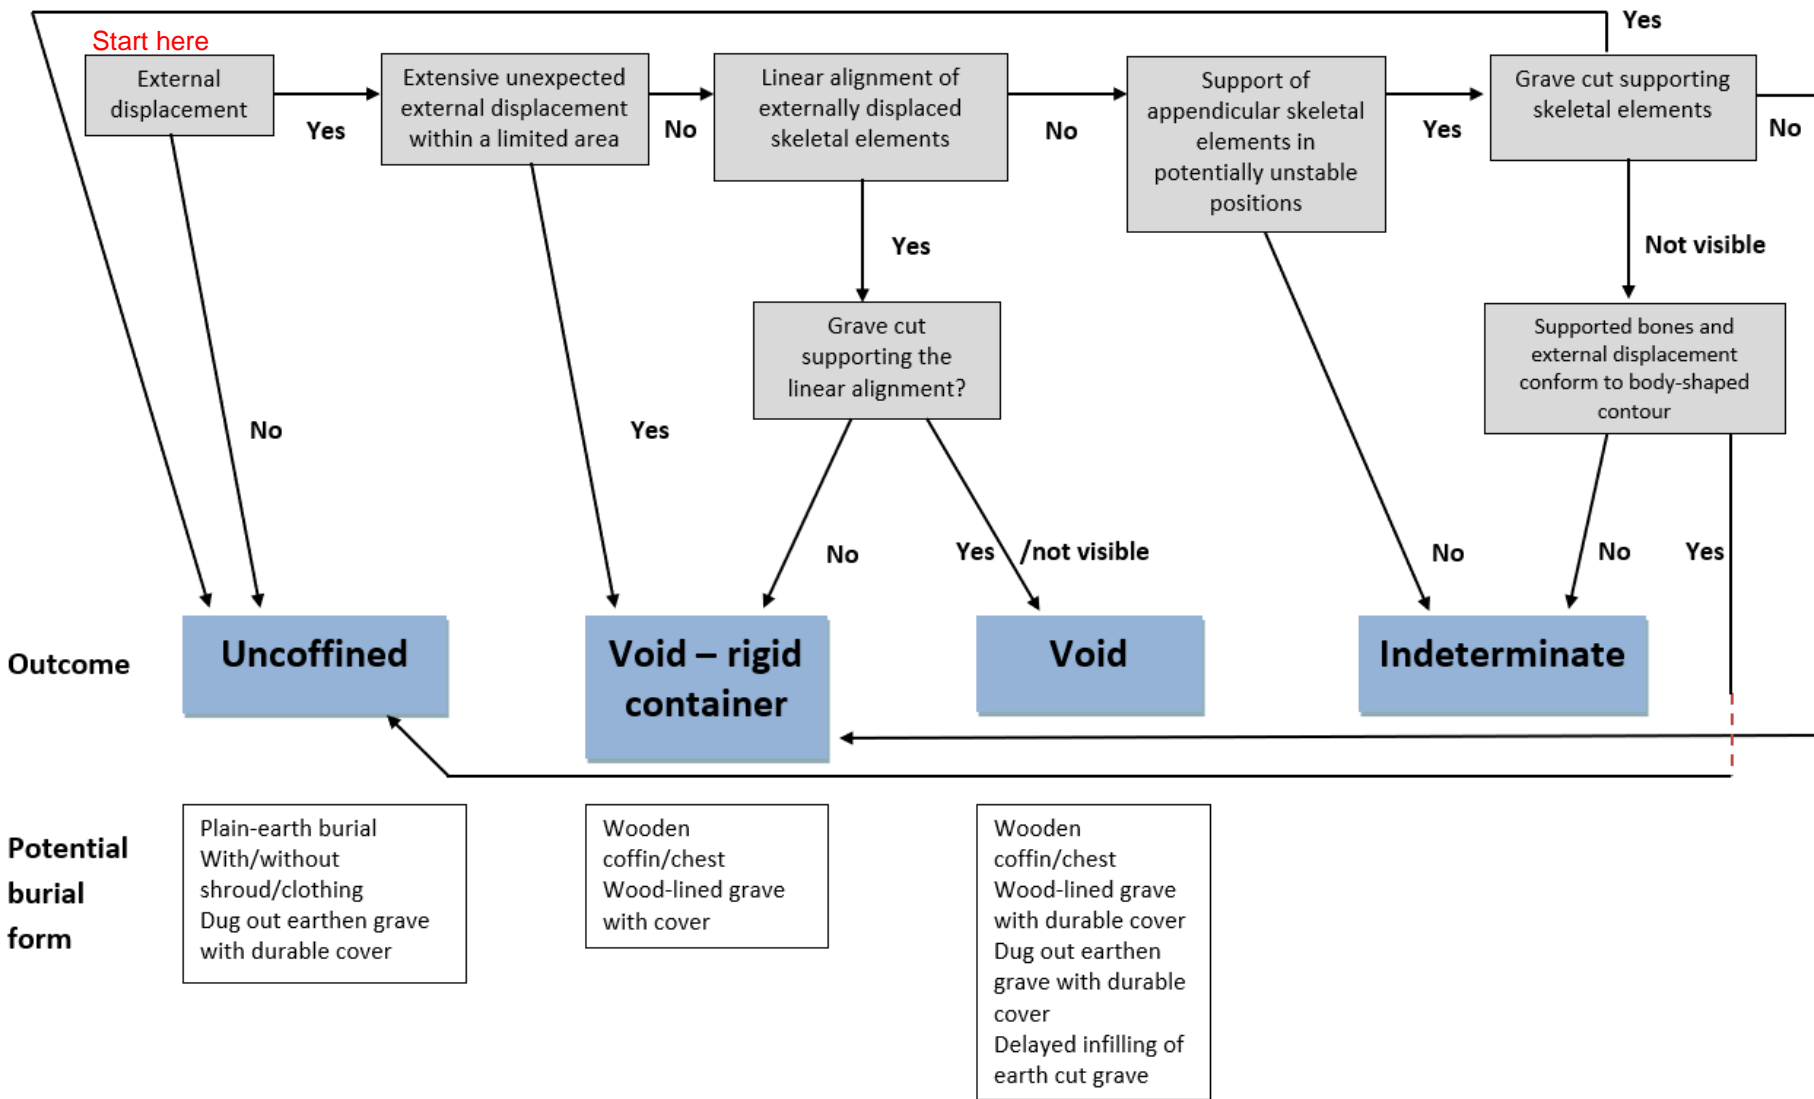 Start here
External
displacement
Yes
Extensive unexpected
external displacement
within a limited area
No
Linear alignment of
externally displaced
skeletal elements
No
Support of
appendicular skeletal
elements in
potentially unstable
positions
Yes
Grave cut supporting
skeletal elements
Yes
No
Yes
Not visible
Grave cut
supporting the
linear alignment?
Supported bones and
external displacement
conform to body-shaped
contour
No
Yes
No
Yes /not visible
No
No
Yes
Outcome
Uncoffined
Void – rigid
container
Void
Indeterminate
Potential
burial
form
Plain-earth burial
With/without
shroud/clothing
Dug out earthen grave
with durable cover
Wooden
coffin/chest
Wood-lined grave
with cover
Wooden
coffin/chest
Wood-lined grave
with durable cover
Dug out earthen
grave with durable
cover
Delayed infilling of
earth cut grave